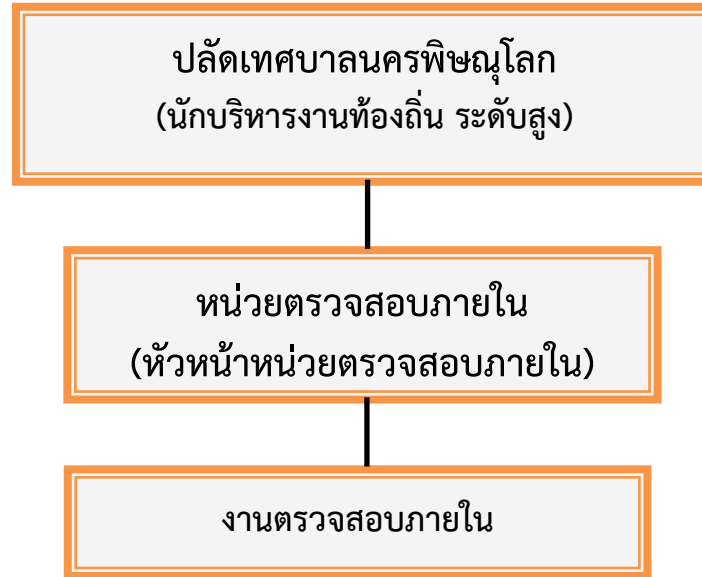 ปลัดเทศบาลนครพิษณุโลก
(นักบริหารงานท้องถิ่น ระดับสูง)
หน่วยตรวจสอบภายใน
(หัวหน้าหน่วยตรวจสอบภายใน)
งานตรวจสอบภายใน